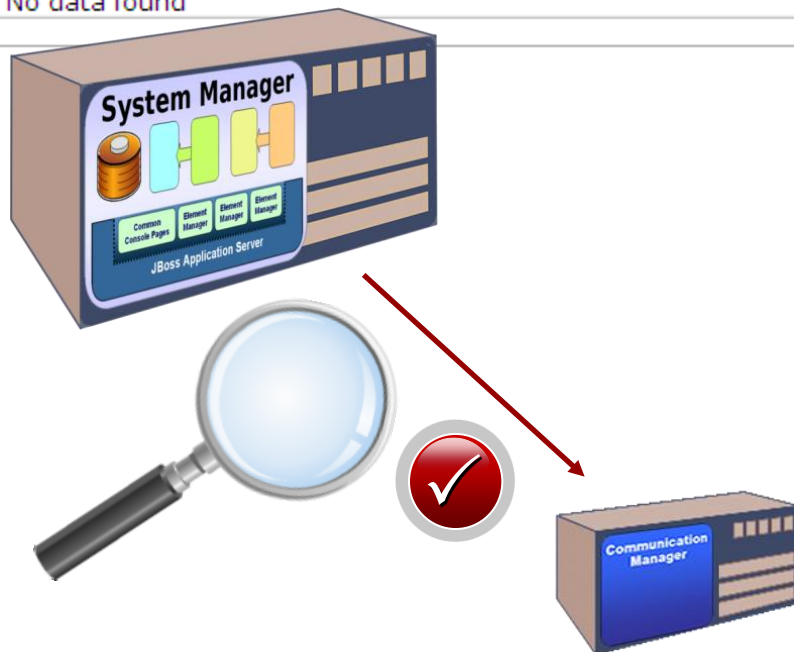 No data found
System Manager
Common
Console Pages
Element
Manager
Element
Manager
Element
Manager
JBoss Application Server
Communication
Manager